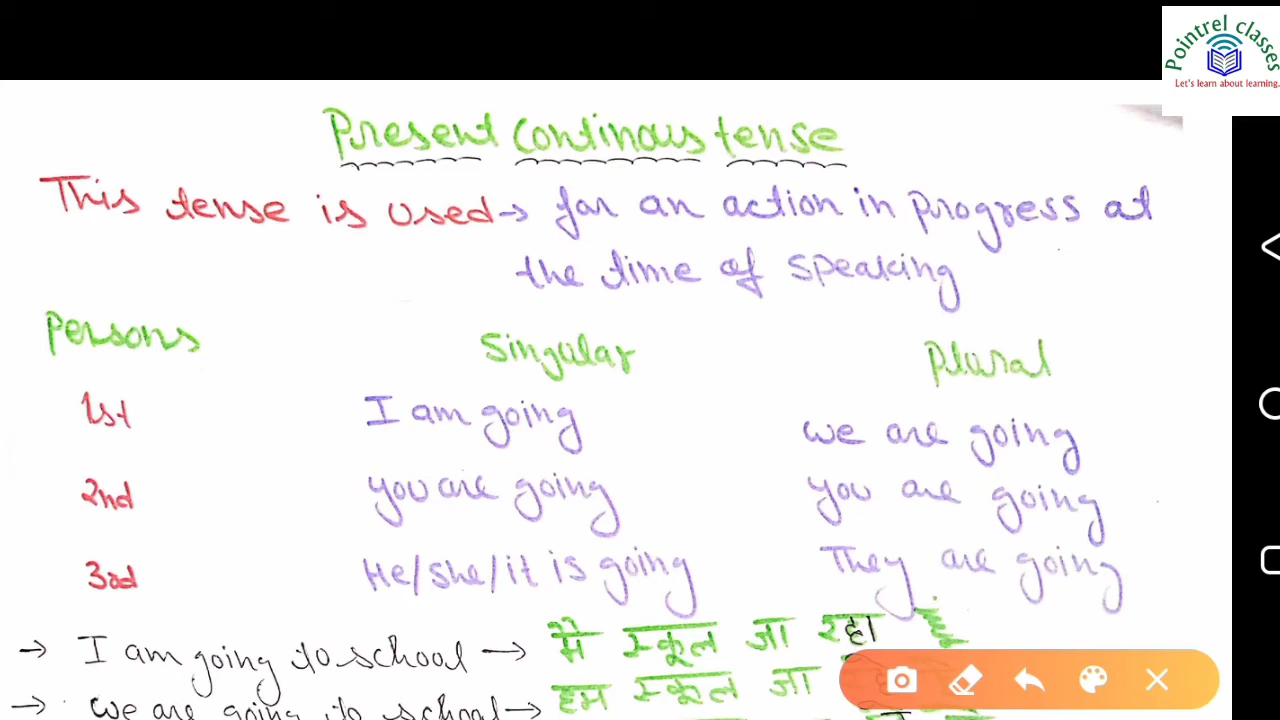 Pointrel classes
Let's learn about learning.
Present continous tense
This tense is used → for an action in progress at
the time of speaking
Persons Singular Plural
1st I am going we are going
2nd you are going you are going
3rd He/she/it is going They are going
→ I am going to school → मै स्कूल जा रहा हूँ
→ we are going to school → हम स्कूल जा